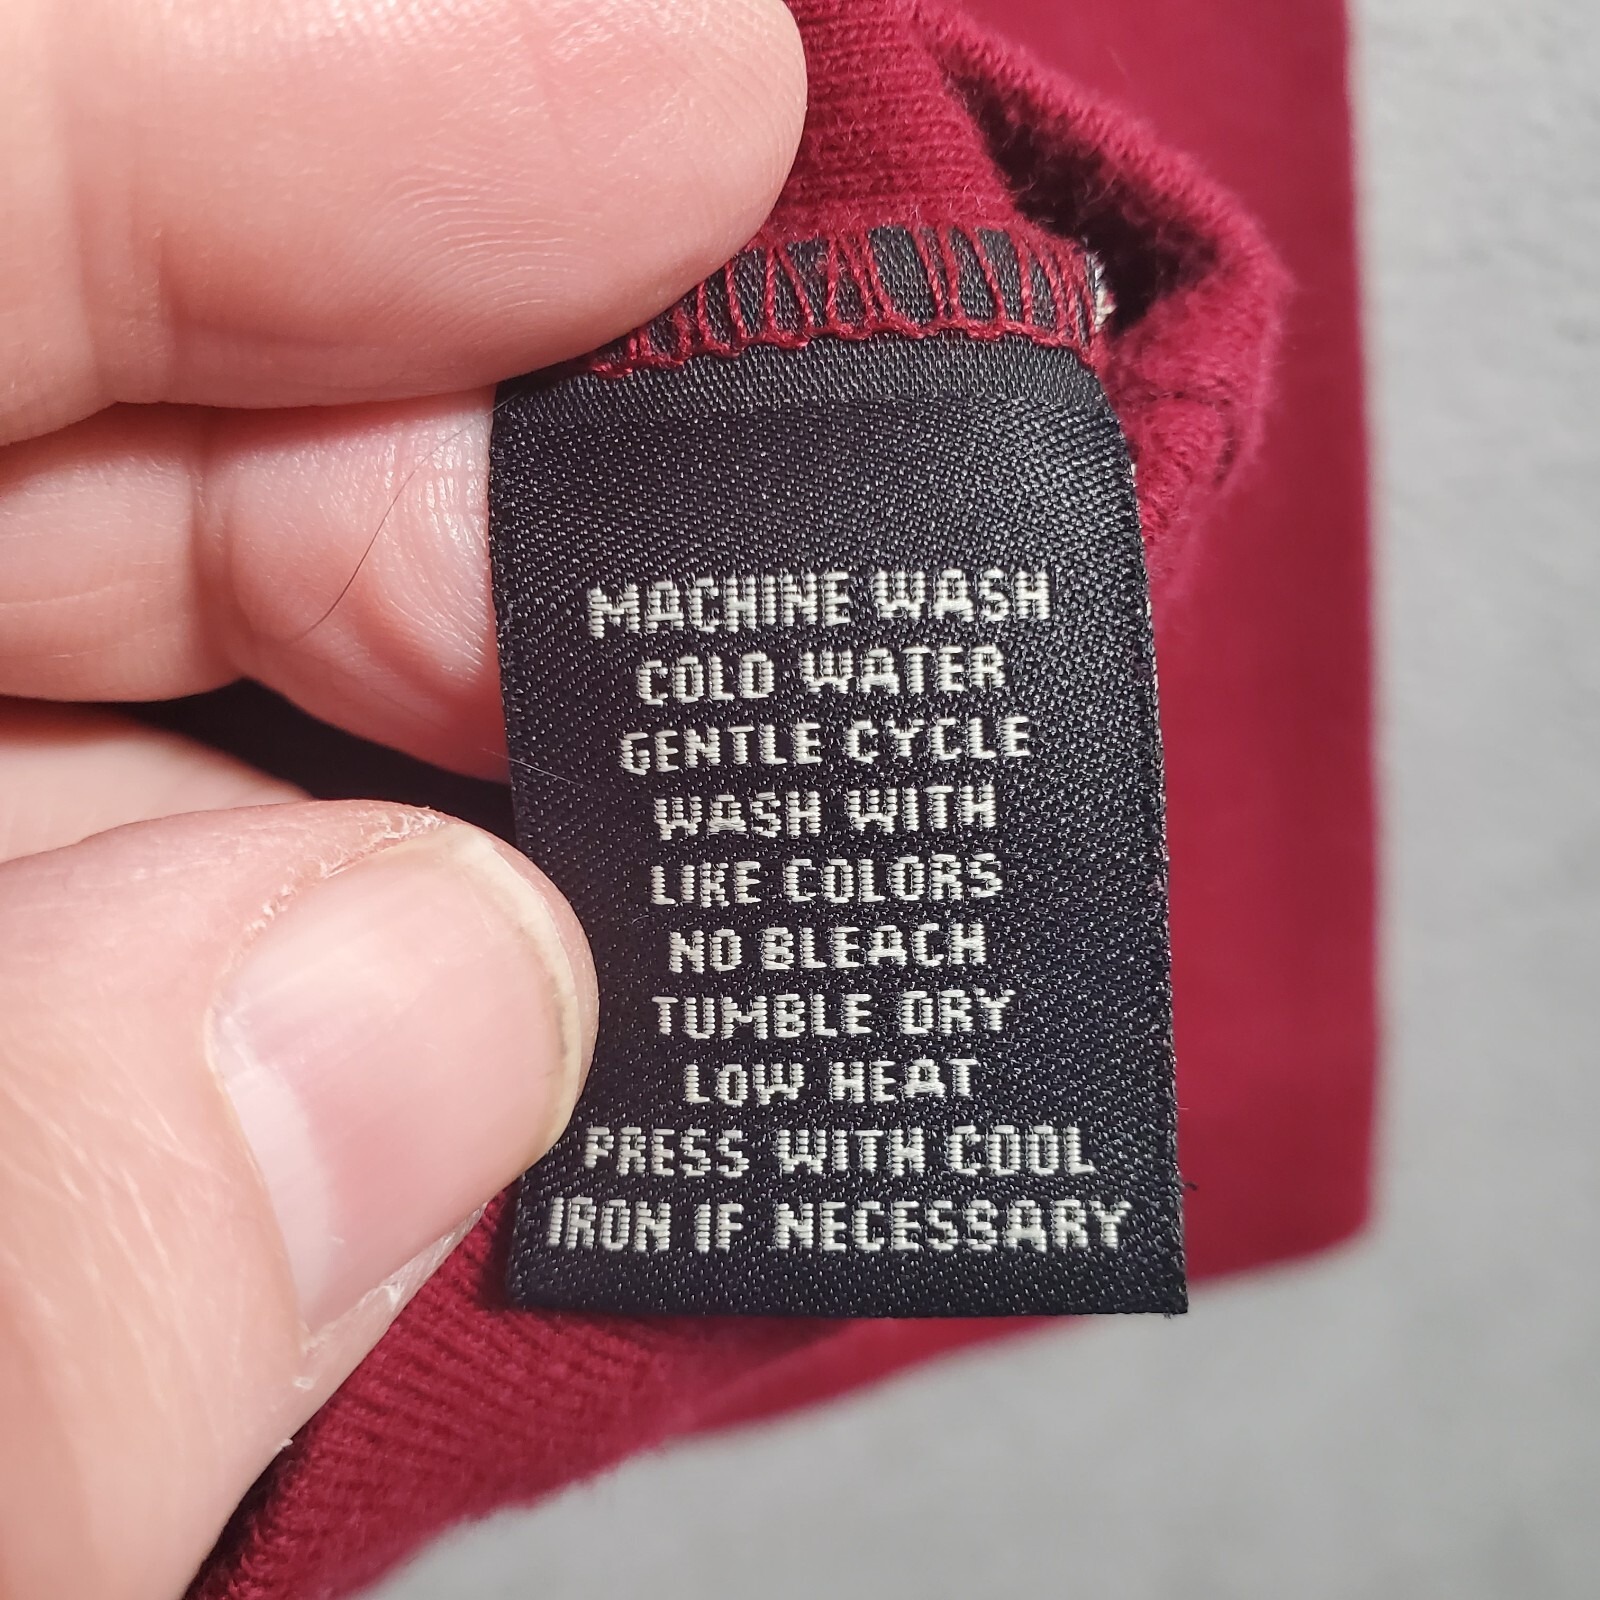 MACHINE WASH
COLD WATER
GENTLE CYCLE
WASH WITH
LIKE COLORS
NO BLEACH
TUMBLE DRY
LOW HEAT
PRESS WITH COOL
IRON IF NECESSARY